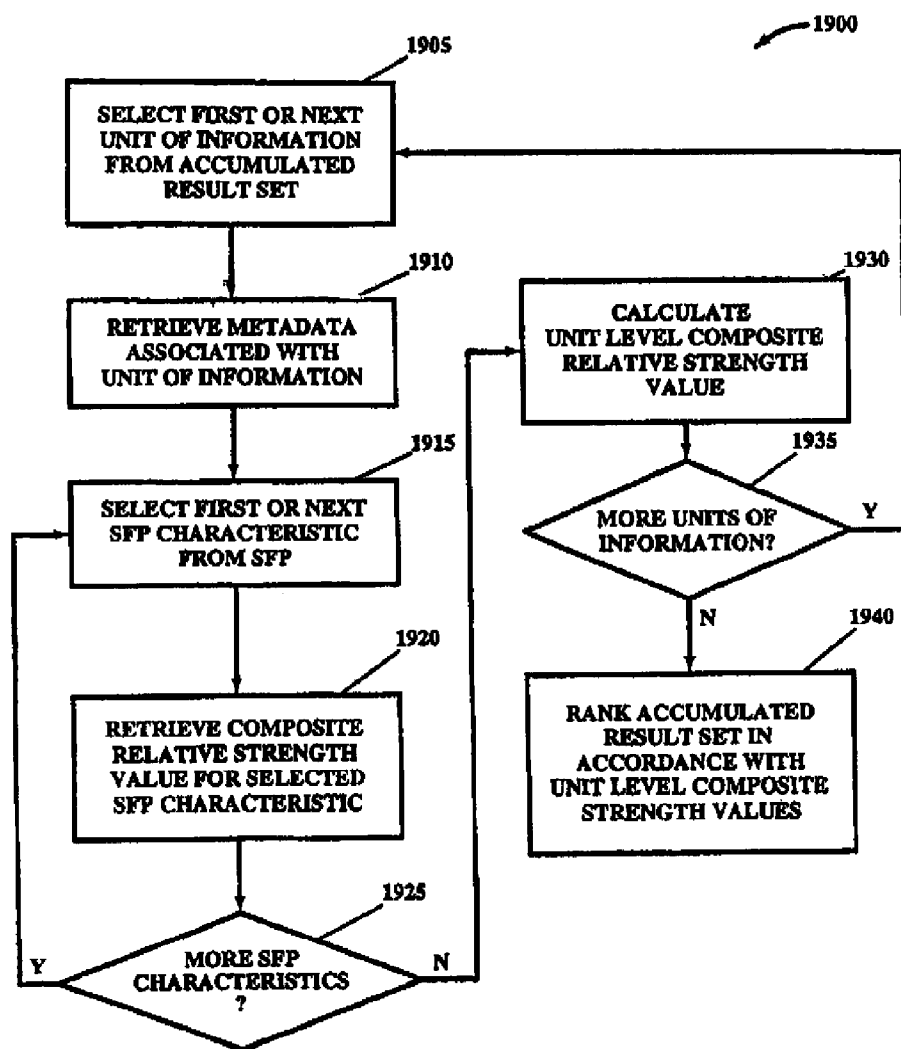 1900
1905
SELECT FIRST OR NEXT
UNIT OF INFORMATION
FROM ACCUMULATED
RESULT SET
1910
RETRIEVE METADATA
ASSOCIATED WITH
UNIT OF INFORMATION
1915
SELECT FIRST OR NEXT
SFP CHARACTERISTIC
FROM SFP
1920
RETRIEVE COMPOSITE
RELATIVE STRENGTH
VALUE FOR SELECTED
SFP CHARACTERISTIC
1925
MORE SFP
CHARACTERISTICS
?
Y
N
1930
CALCULATE
UNIT LEVEL COMPOSITE
RELATIVE STRENGTH
VALUE
1935
MORE UNITS OF
INFORMATION?
Y
N
1940
RANK ACCUMULATED
RESULT SET IN
ACCORDANCE WITH
UNIT LEVEL COMPOSITE
STRENGTH VALUES